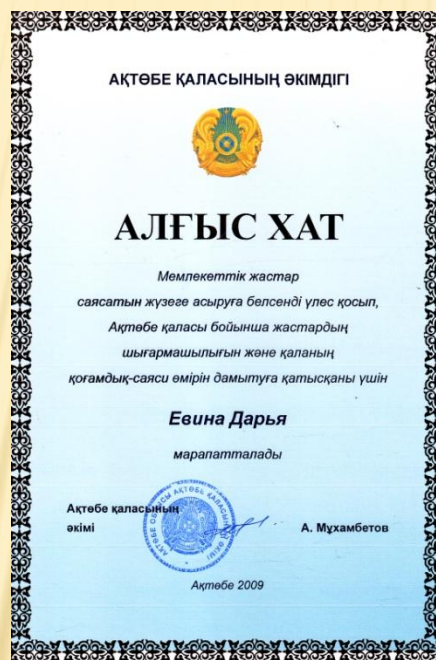 АҚТӨБЕ ҚАЛАСЫНЫҢ ӘКІМДІГІ
АЛҒЫС ХАТ
Мемлекеттік жастар
саясатын жүзеге асыруға белсенді үлес қосып,
Ақтөбе қаласы бойынша жастардың
шығармашылығын және қаланың
қоғамдық-саяси өмірін дамытуға қатысқаны үшін
Евина Дарья
марапатталады
Ақтөбе қаласының
әкімі
А. Мұхамбетов
Ақтөбе 2009